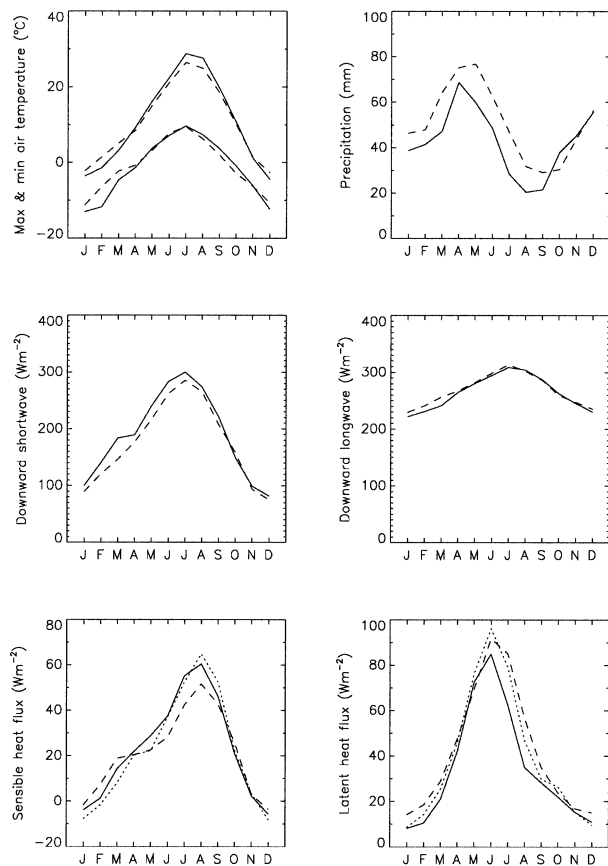 Max & min air temperature (°C)
40
20
0
−20
J F M A M J J A S O N D
Precipitation (mm)
100
80
60
40
20
0
J F M A M J J A S O N D
Downward shortwave (Wm⁻²)
400
300
200
100
0
J F M A M J J A S O N D
Downward longwave (Wm⁻²)
400
300
200
100
0
J F M A M J J A S O N D
Sensible heat flux (Wm⁻²)
80
60
40
20
0
−20
J F M A M J J A S O N D
Latent heat flux (Wm⁻²)
100
80
60
40
20
0
J F M A M J J A S O N D